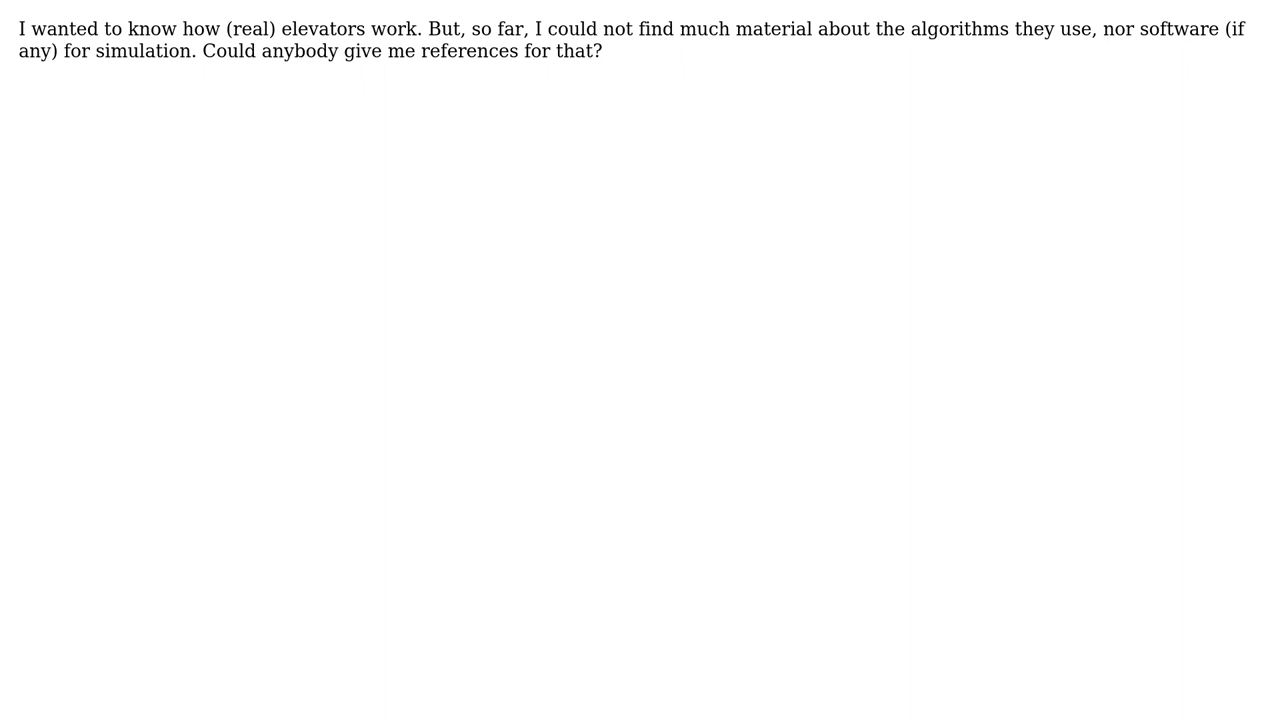 I wanted to know how (real) elevators work. But, so far, I could not find much material about the algorithms they use, nor software (if
any) for simulation. Could anybody give me references for that?